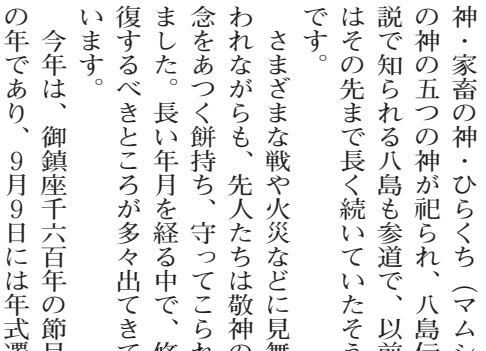 神・家畜の神・ひらくち（マムシ
の神の五つの神が祀られ、八島伝
説で知られる八島も参道で、以前
はその先まで長く続いていたそう
です。
さまざまな戦や火災などに見舞
われながらも、先人たちは敬神の
念をあつく餅持ち、守ってこられ
ました。長い年月を経る中で、修
復するべきところが多々出てきて
います。
今年は、御鎮座千六百年の節目
の年であり、9月9日には年式遷